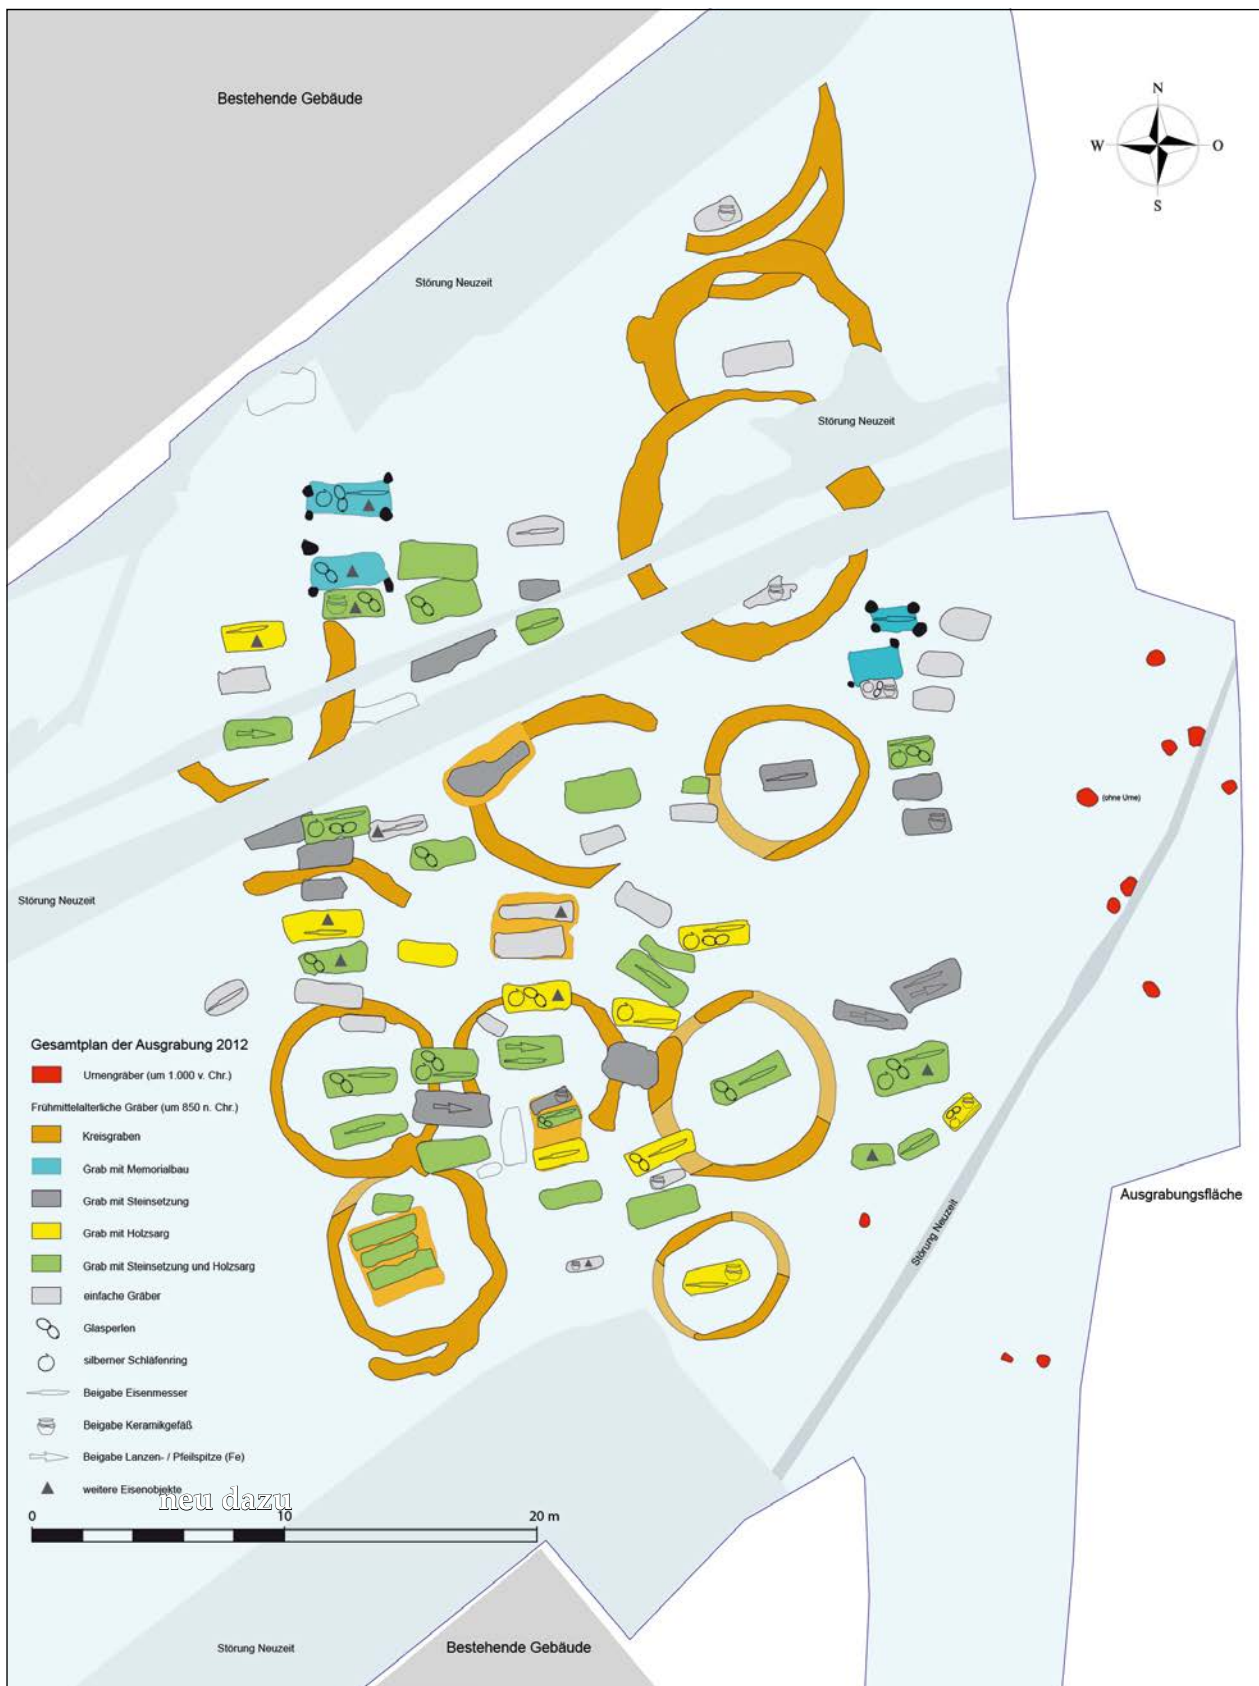 Bestehende Gebäude
N
W
O
S
Störung Neuzeit
Störung Neuzeit
(ohne Urne)
Störung Neuzeit
Gesamtplan der Ausgrabung 2012
Urnengräber (um 1.000 v. Chr.)
Frühmittelalterliche Gräber (um 850 n. Chr.)
Kreisgraben
Grab mit Memorialbau
Grab mit Steinsetzung
Grab mit Holzsarg
Grab mit Steinsetzung und Holzsarg
einfache Gräber
Glasperlen
silberner Schläfenring
Beigabe Eisenmesser
Beigabe Keramikgefäß
Beigabe Lanzen- / Pfeilspitze (Fe)
weitere Eisenobjekte
neu dazu
0 10 20 m
Ausgrabungsfläche
Störung Neuzeit
Störung Neuzeit
Bestehende Gebäude